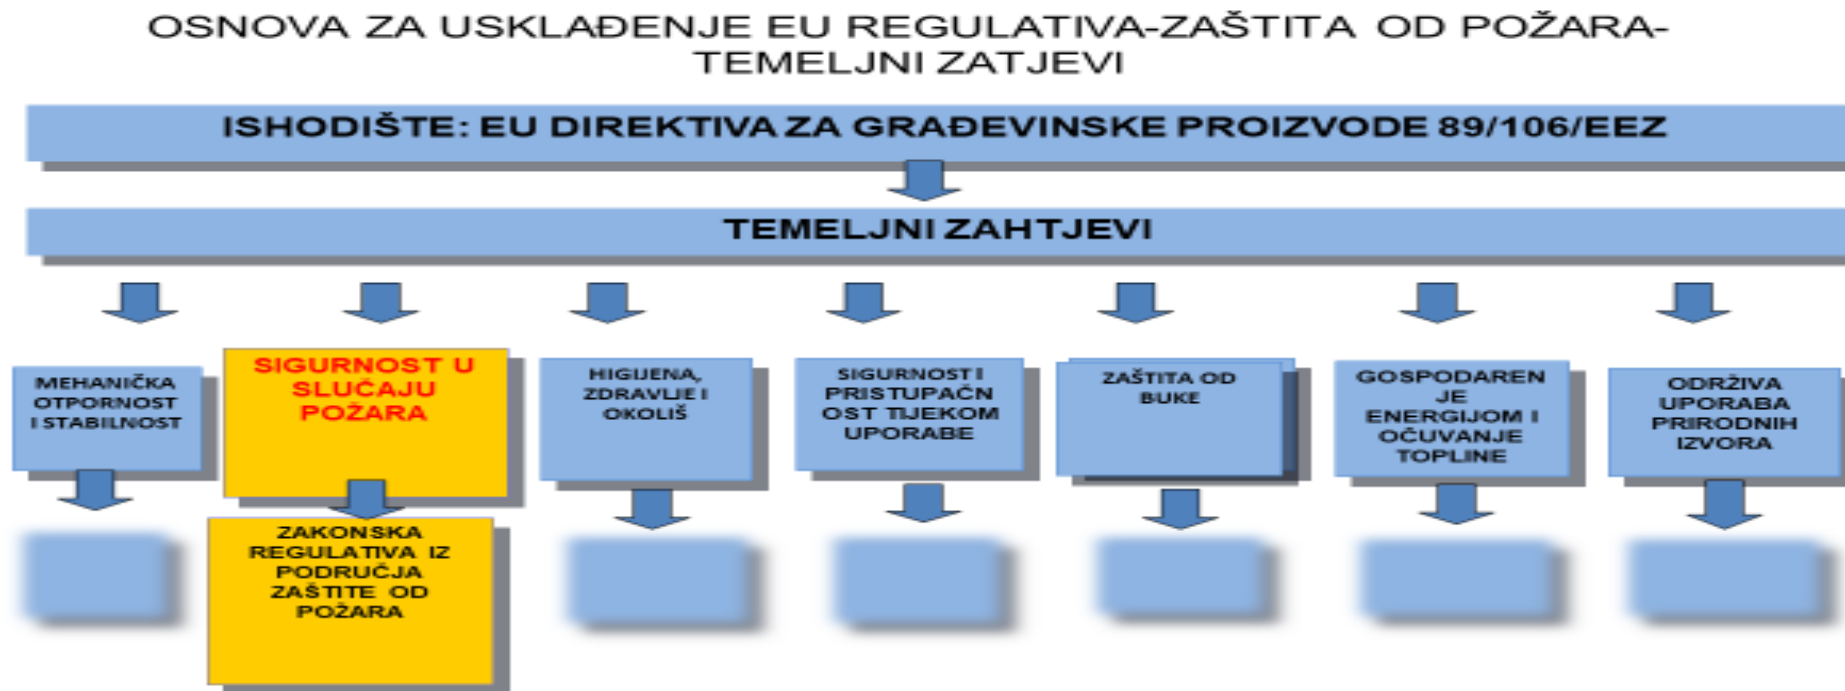 OSNOVA ZA USKLAĐENJE EU REGULATIVA-ZAŠTITA OD POŽARA-
TEMELJNI ZATJEVI
ISHODIŠTE: EU DIREKTIVA ZA GRAĐEVINSKE PROIZVODE 89/106/EEZ
TEMELJNI ZAHTJEVI
MEHANIČKA
OTPORNOST
I STABILNOST
SIGURNOST U
SLUČAJU
POŽARA
HIGIJENA,
ZDRAVLJE I
OKOLIŠ
SIGURNOST I
PRISTUPAČN
OST TIJEKOM
UPORABE
ZAŠTITA OD
BUKE
GOSPODAREN
JE
ENERGIJOM I
OČUVANJE
TOPLINE
ODRŽIVA
UPORABA
PRIRODNIH
IZVORA
ZAKONSKA
REGULATIVA IZ
PODRUČJA
ZAŠTITE OD
POŽARA